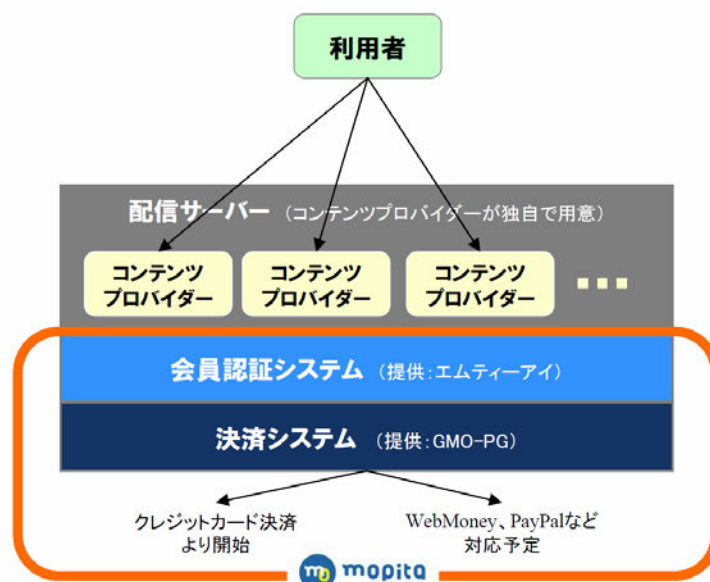 利用者
配信サーバー（コンテンツプロバイダーが独自で用意）
コンテンツ
プロバイダー
コンテンツ
プロバイダー
コンテンツ
プロバイダー
会員認証システム（提供：エムティーアイ）
決済システム（提供：GMO-PG）
クレジットカード決済
より開始
WebMoney、PayPalなど
対応予定
mopita